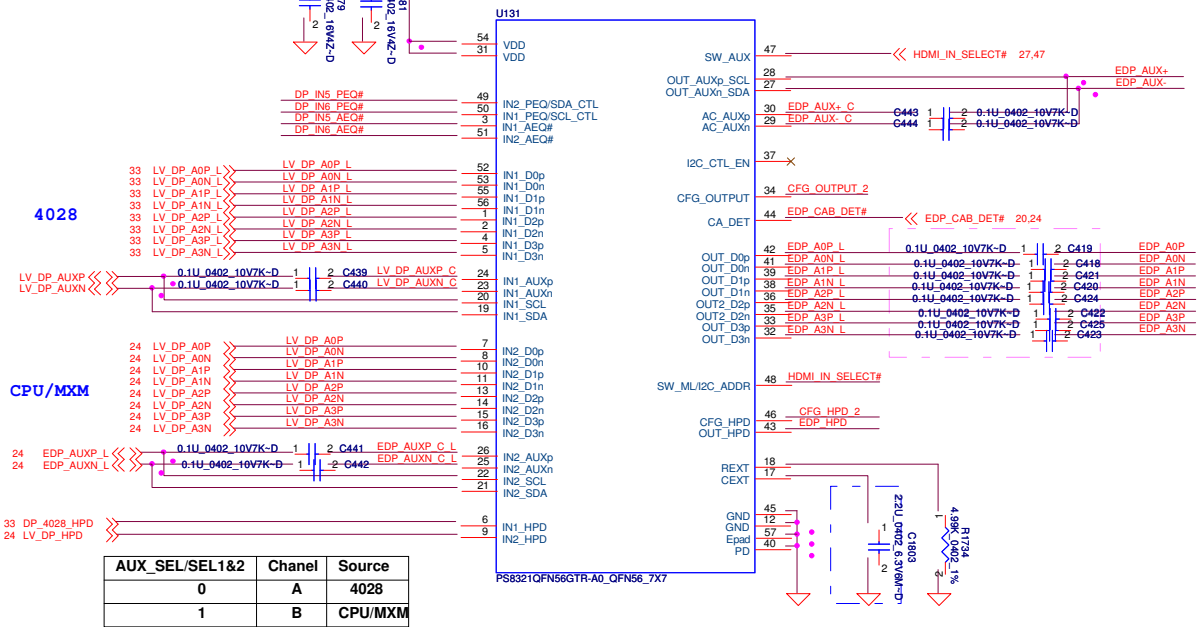 U131
PS8321QFN56GTR-A0_QFN56_7X7
79
402_16V4Z~D
2
402_16V4Z~D
2
81
54 VDD
31 VDD
DP_IN5_PEQ# 49 IN2_PEQ/SDA_CTL
DP_IN6_PEQ# 50 IN1_PEQ/SCL_CTL
DP_IN5_AEQ# 3 IN1_AEQ#
DP_IN6_AEQ# 51 IN2_AEQ#
4028
33 LV_DP_A0P_L LV_DP_A0P_L 52 IN1_D0p
33 LV_DP_A0N_L LV_DP_A0N_L 53 IN1_D0n
33 LV_DP_A1P_L LV_DP_A1P_L 55 IN1_D1p
33 LV_DP_A1N_L LV_DP_A1N_L 56 IN1_D1n
33 LV_DP_A2P_L LV_DP_A2P_L 1 IN1_D2p
33 LV_DP_A2N_L LV_DP_A2N_L 2 IN1_D2n
33 LV_DP_A3P_L LV_DP_A3P_L 4 IN1_D3p
33 LV_DP_A3N_L LV_DP_A3N_L 5 IN1_D3n
LV_DP_AUXP 0.1U_0402_10V7K~D 1 2 C439 LV_DP_AUXP_C 24 IN1_AUXp
LV_DP_AUXN 0.1U_0402_10V7K~D 1 2 C440 LV_DP_AUXN_C 23 IN1_AUXn
20 IN1_SCL
19 IN1_SDA
CPU/MXM
24 LV_DP_A0P LV_DP_A0P 7 IN2_D0p
24 LV_DP_A0N LV_DP_A0N 8 IN2_D0n
24 LV_DP_A1P LV_DP_A1P 10 IN2_D1p
24 LV_DP_A1N LV_DP_A1N 11 IN2_D1n
24 LV_DP_A2P LV_DP_A2P 13 IN2_D2p
24 LV_DP_A2N LV_DP_A2N 14 IN2_D2n
24 LV_DP_A3P LV_DP_A3P 15 IN2_D3p
24 LV_DP_A3N LV_DP_A3N 16 IN2_D3n
24 EDP_AUXP_L 0.1U_0402_10V7K~D 1 2 C441 EDP_AUXP_C_L 26 IN2_AUXp
24 EDP_AUXN_L 0.1U_0402_10V7K~D 1 2 C442 EDP_AUXN_C_L 25 IN2_AUXn
22 IN2_SCL
21 IN2_SDA
33 DP_4028_HPD 6 IN1_HPD
24 LV_DP_HPD 9 IN2_HPD
SW_AUX 47 HDMI_IN_SELECT# 27,47
OUT_AUXp_SCL 28 EDP_AUX+
OUT_AUXn_SDA 27 EDP_AUX-
AC_AUXp 30 EDP_AUX+_C C443 1 2 0.1U_0402_10V7K~D
AC_AUXn 29 EDP_AUX-_C C444 1 2 0.1U_0402_10V7K~D
I2C_CTL_EN 37
CFG_OUTPUT 34 CFG_OUTPUT_2
CA_DET 44 EDP_CAB_DET# EDP_CAB_DET# 20,24
OUT_D0p 42 EDP_A0P_L 0.1U_0402_10V7K~D 1 2 C419 EDP_A0P
OUT_D0n 41 EDP_A0N_L 0.1U_0402_10V7K~D 1 2 C418 EDP_A0N
OUT_D1p 39 EDP_A1P_L 0.1U_0402_10V7K~D 1 2 C421 EDP_A1P
OUT_D1n 38 EDP_A1N_L 0.1U_0402_10V7K~D 1 2 C420 EDP_A1N
OUT2_D2p 36 EDP_A2P_L 0.1U_0402_10V7K~D 1 2 C424 EDP_A2P
OUT2_D2n 35 EDP_A2N_L 0.1U_0402_10V7K~D 1 2 C422 EDP_A2N
OUT_D3p 33 EDP_A3P_L 0.1U_0402_10V7K~D 1 2 C425 EDP_A3P
OUT_D3n 32 EDP_A3N_L 0.1U_0402_10V7K~D 1 2 C423 EDP_A3N
SW_ML/I2C_ADDR 48 HDMI_IN_SELECT#
CFG_HPD 46 CFG_HPD_2
OUT_HPD 43 EDP_HPD
REXT 18
CEXT 17
GND 45
GND 12
Epad 57
PD 40
1 2 C1803
2.2U_0402_6.3V6M~D
1 2 R1734
4.99K_0402_1%
AUX_SEL/SEL1&2 Chanel Source
0 A 4028
1 B CPU/MXM